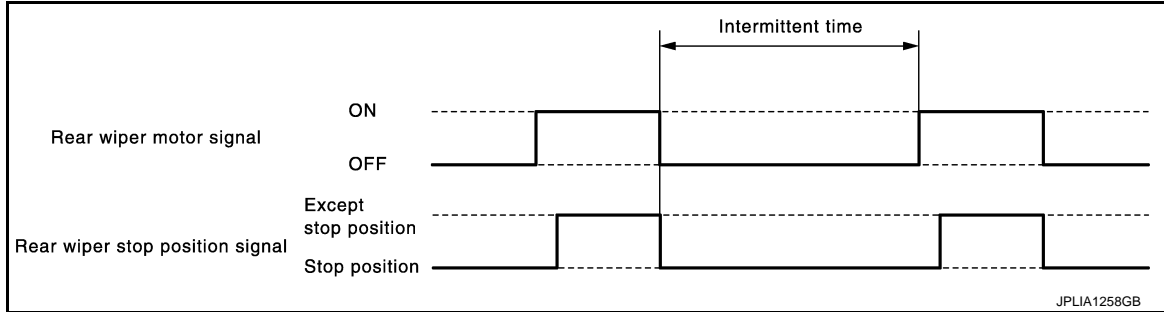 Intermittent time
ON
Rear wiper motor signal
OFF
Except
stop position
Rear wiper stop position signal
Stop position
JPLIA1258GB